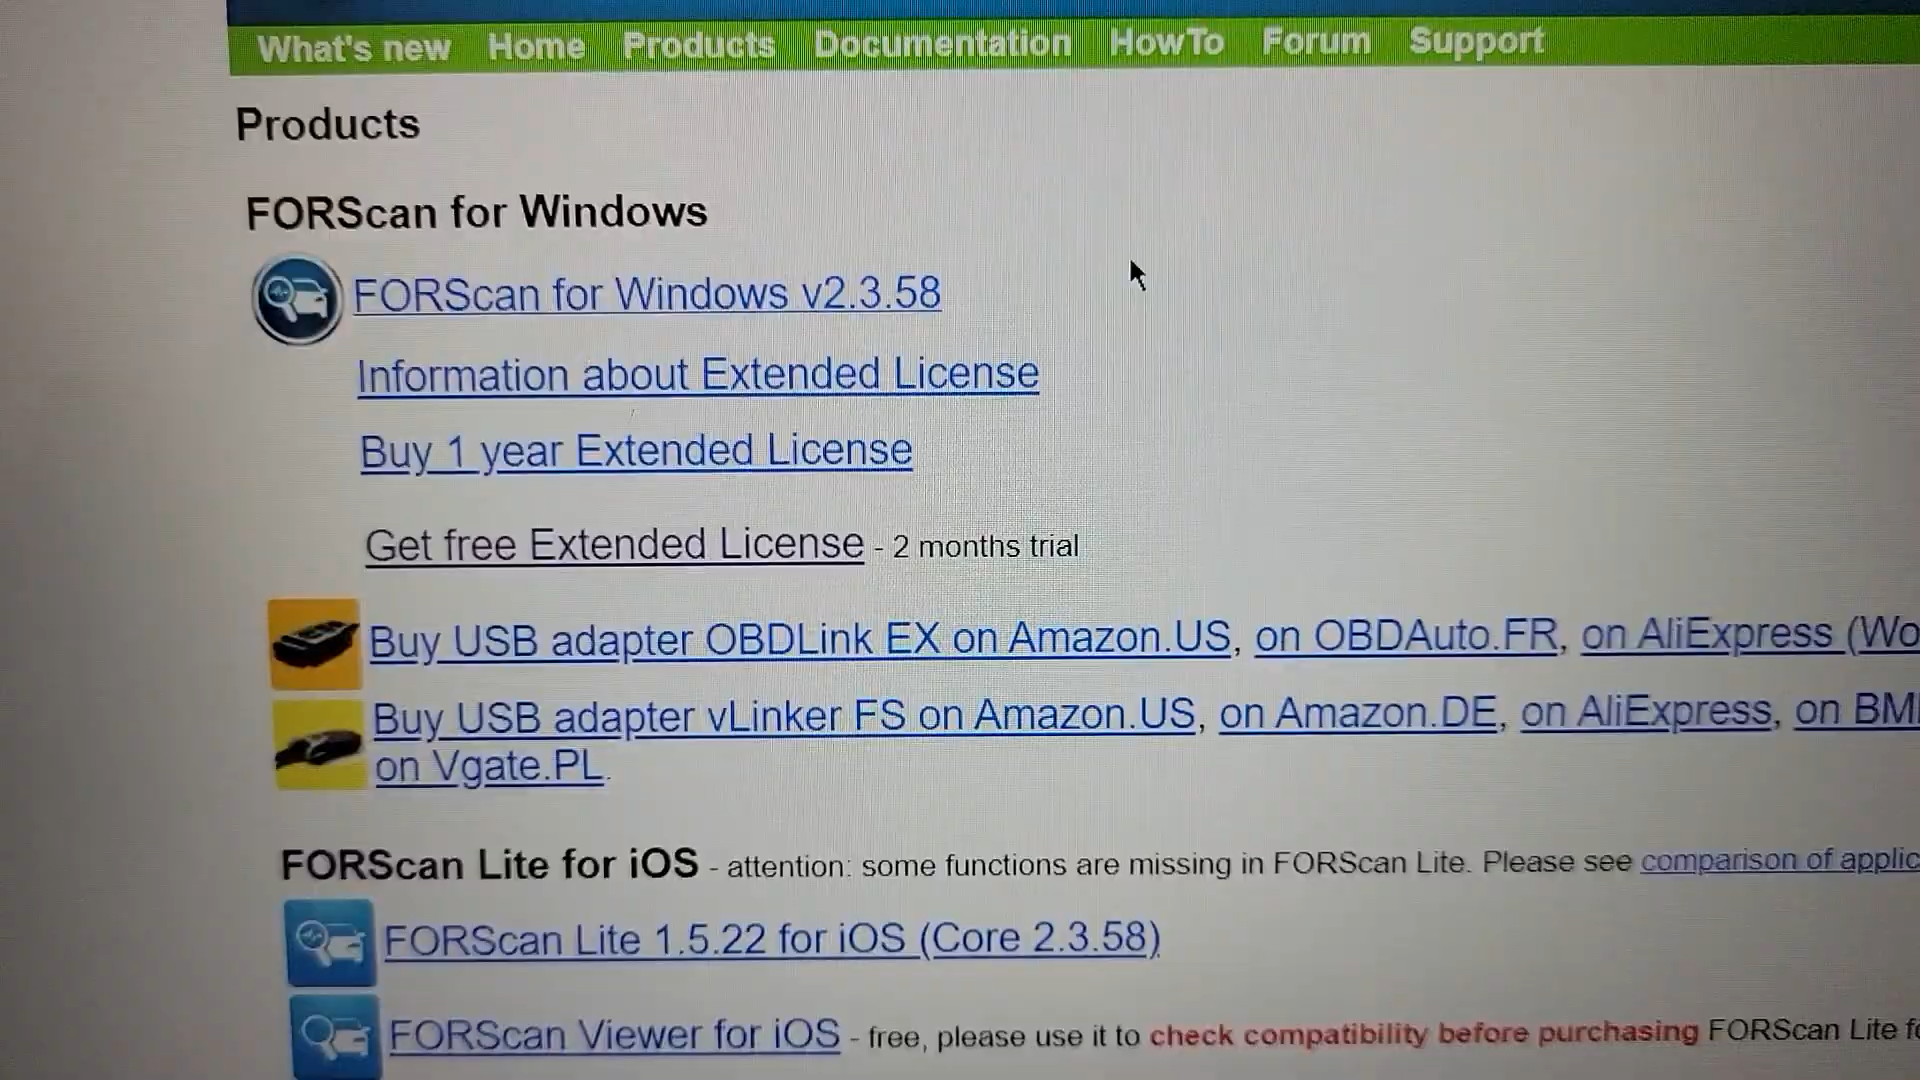 What's new Home Products Documentation HowTo Forum Support
Products
FORScan for Windows
FORScan for Windows v2.3.58
Information about Extended License
Buy 1 year Extended License
Get free Extended License - 2 months trial
Buy USB adapter OBDLink EX on Amazon.US, on OBDAuto.FR, on AliExpress
Buy USB adapter vLinker FS on Amazon.US, on Amazon.DE, on AliExpress, on
on Vgate.PL.
FORScan Lite for iOS - attention: some functions are missing in FORScan Lite. Please see comparison of
FORScan Lite 1.5.22 for iOS (Core 2.3.58)
FORScan Viewer for iOS - free, please use it to check compatibility before purchasing FORScan Lite